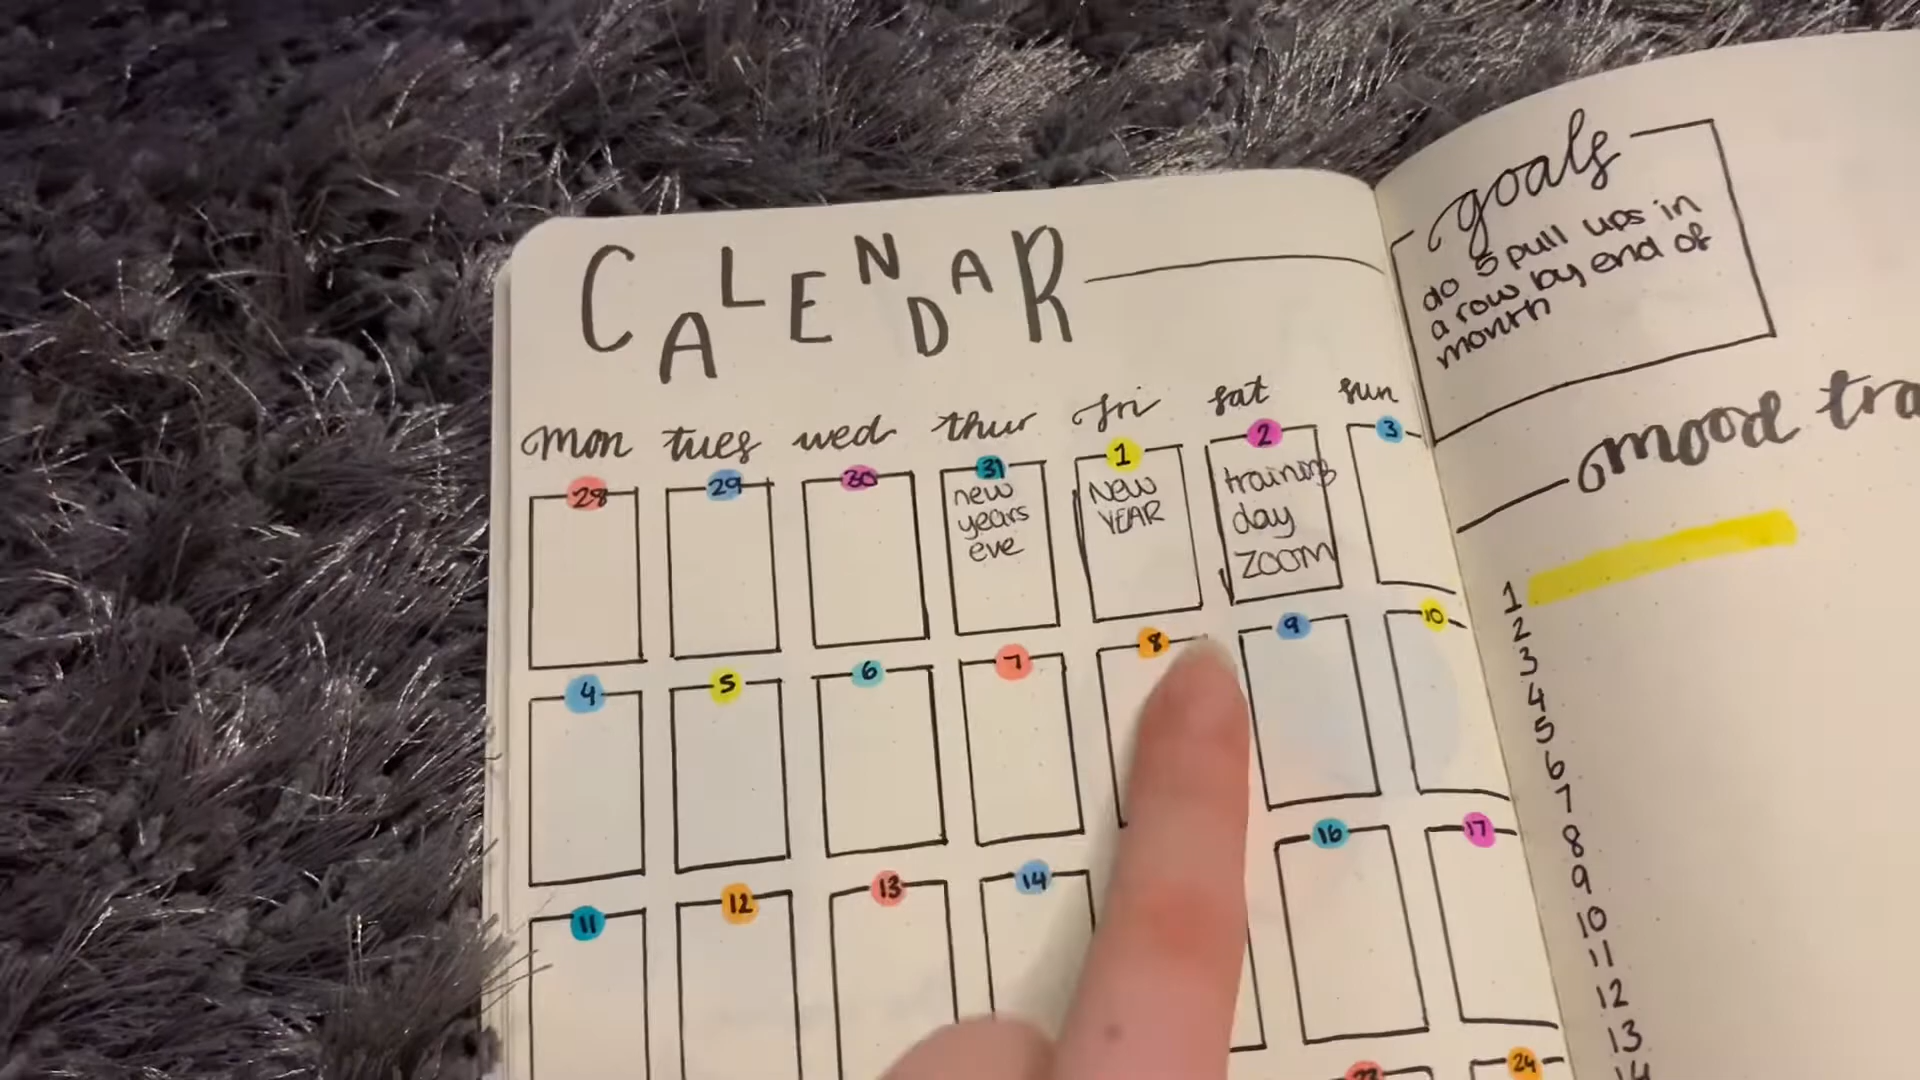 CALENDAR
mon tues wed thur fri sat sun
28 29 30 31 1 2 3
new
years
eve
NEW
YEAR
training
day
ZOOM
4 5 6 7 8 9 10
11 12 13 14 16 17
24
goals
do 5 pull ups in
a row by end of
month
mood
1
2
3
4
5
6
7
8
9
10
11
12
13
14